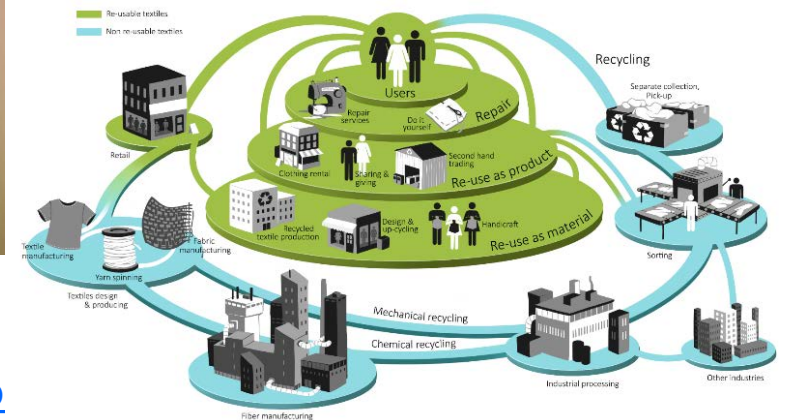 Re-usable textiles
Non re-usable textiles
Users
Recycling
Separate collection,
Pick-up
Repair
services
Do it
yourself
Repair
Retail
Clothing rental
Sharing &
giving
Second hand
trading
Re-use as product
Recycled
textile production
Design &
up-cycling
Handicraft
Re-use as material
Sorting
Textile
manufacturing
Yarn spinning
Fabric
manufacturing
Textiles design
& producing
Mechanical recycling
Chemical recycling
Fiber manufacturing
Industrial processing
Other industries